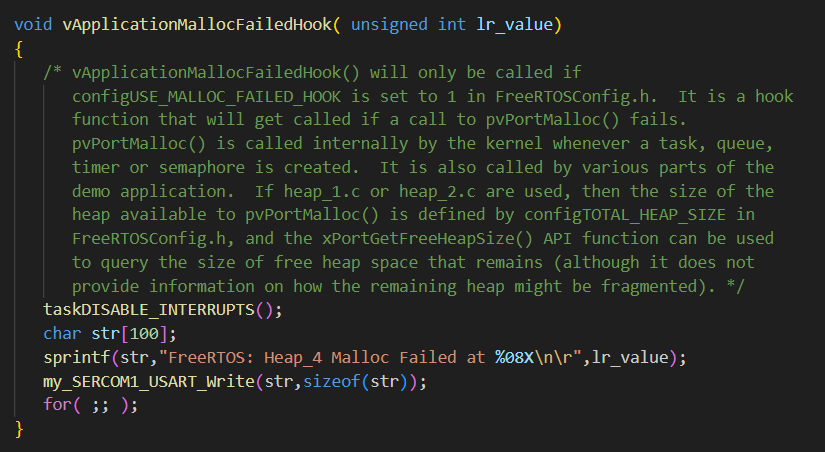 void vApplicationMallocFailedHook( unsigned int lr_value)
{
/* vApplicationMallocFailedHook() will only be called if
configUSE_MALLOC_FAILED_HOOK is set to 1 in FreeRTOSConfig.h.  It is a hook
function that will get called if a call to pvPortMalloc() fails.
pvPortMalloc() is called internally by the kernel whenever a task, queue,
timer or semaphore is created.  It is also called by various parts of the
demo application.  If heap_1.c or heap_2.c are used, then the size of the
heap available to pvPortMalloc() is defined by configTOTAL_HEAP_SIZE in
FreeRTOSConfig.h, and the xPortGetFreeHeapSize() API function can be used
to query the size of free heap space that remains (although it does not
provide information on how the remaining heap might be fragmented). */
taskDISABLE_INTERRUPTS();
char str[100];
sprintf(str,"FreeRTOS: Heap_4 Malloc Failed at %08X\n\r",lr_value);
my_SERCOM1_USART_Write(str,sizeof(str));
for( ;; );
}